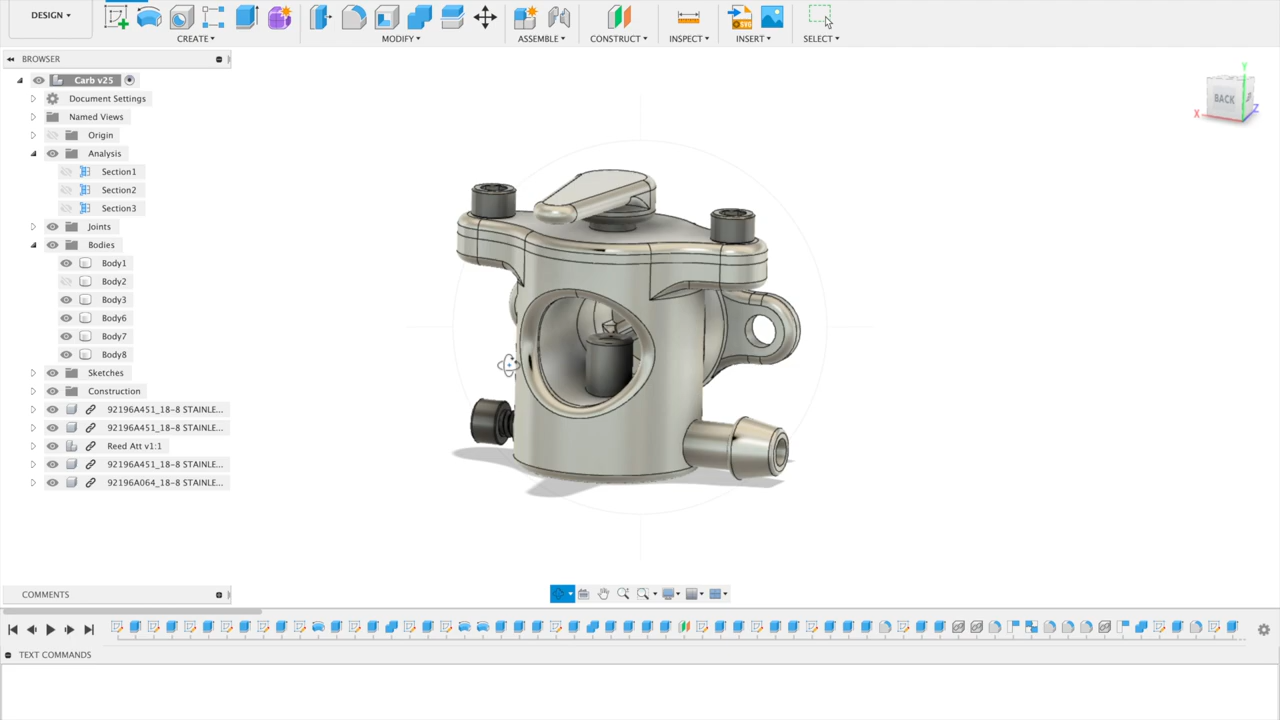 DESIGN ▾
CREATE ▾
MODIFY ▾
ASSEMBLE ▾
CONSTRUCT ▾
INSPECT ▾
INSERT ▾
SELECT ▾
SVG
BROWSER
Carb v25
Document Settings
Named Views
Origin
Analysis
Section1
Section2
Section3
Joints
Bodies
Body1
Body2
Body3
Body6
Body7
Body8
Sketches
Construction
92196A451_18-8 STAINLE...
92196A451_18-8 STAINLE...
Reed Att v1:1
92196A451_18-8 STAINLE...
92196A064_18-8 STAINLE...
Y
BACK
X
Z
COMMENTS
TEXT COMMANDS